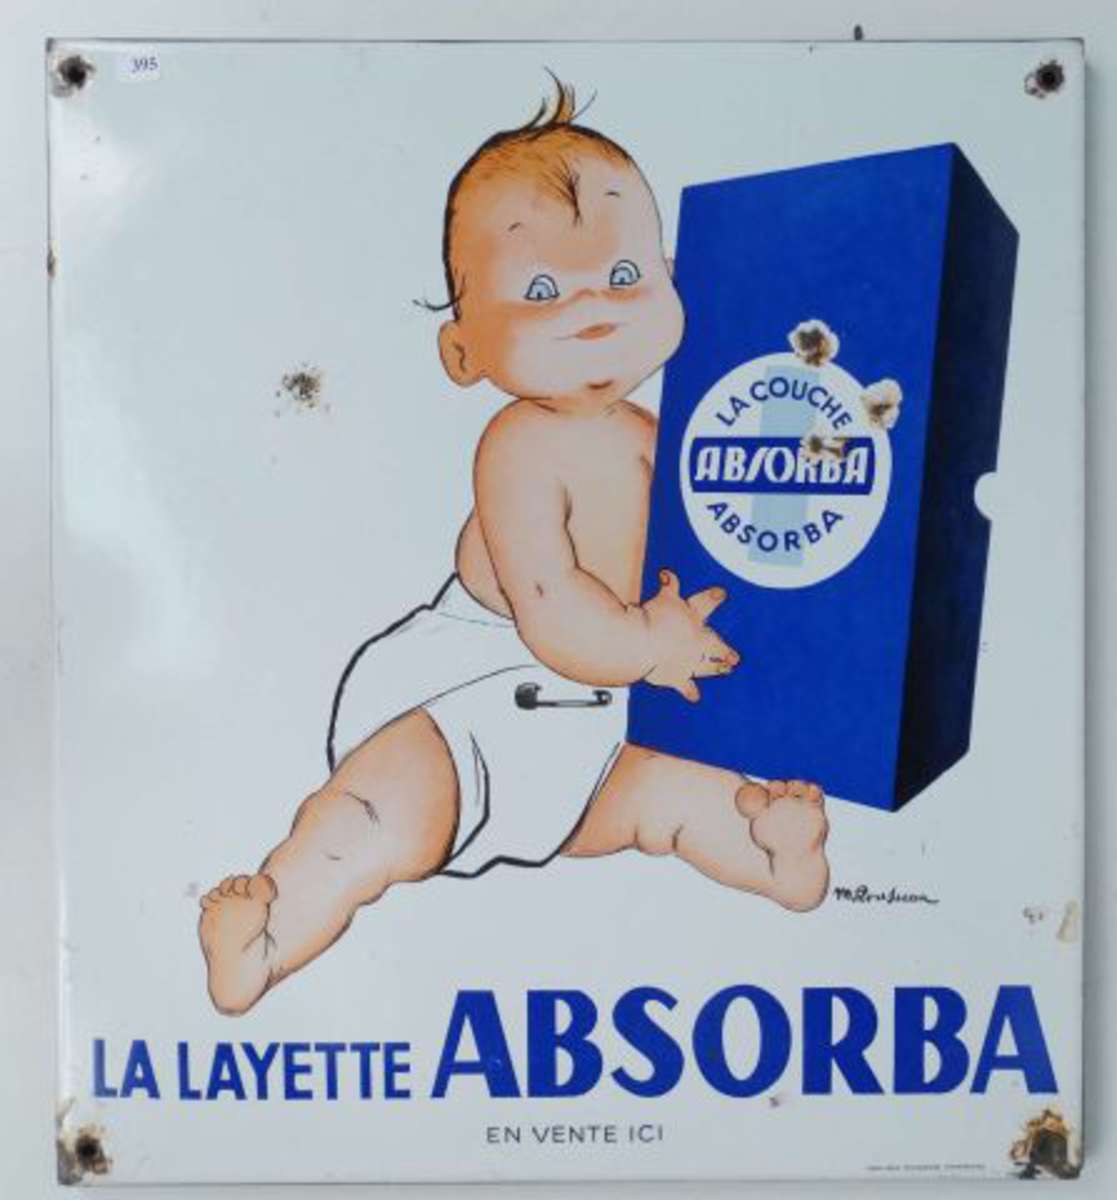 395
LA COUCHE
ABSORBA
ABSORBA
LA LAYETTE ABSORBA
EN VENTE ICI